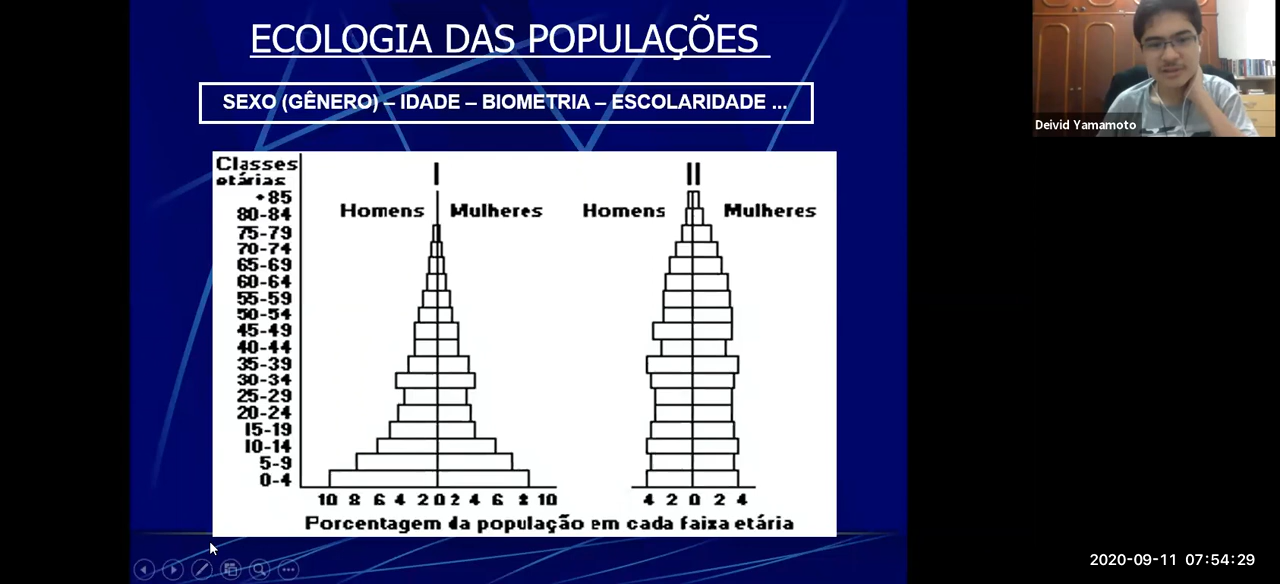 ECOLOGIA DAS POPULAÇÕES
SEXO (GÊNERO) – IDADE – BIOMETRIA – ESCOLARIDADE ...
Deivid Yamamoto
Classes
etárias
I
II
Homens
Mulheres
Homens
Mulheres
+85
80-84
75-79
70-74
65-69
60-64
55-59
50-54
45-49
40-44
35-39
30-34
25-29
20-24
15-19
10-14
5-9
0-4
10 8 6 4 2 0 2 4 6 8 10
4 2 0 2 4
Porcentagem da população em cada faixa etária
2020-09-11 07:54:29